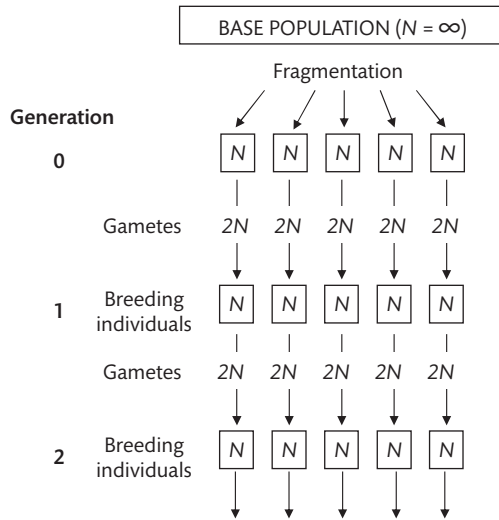 BASE POPULATION (N = ∞)
Fragmentation
Generation
0 N N N N N
Gametes 2N 2N 2N 2N 2N
1 Breeding individuals N N N N N
Gametes 2N 2N 2N 2N 2N
2 Breeding individuals N N N N N